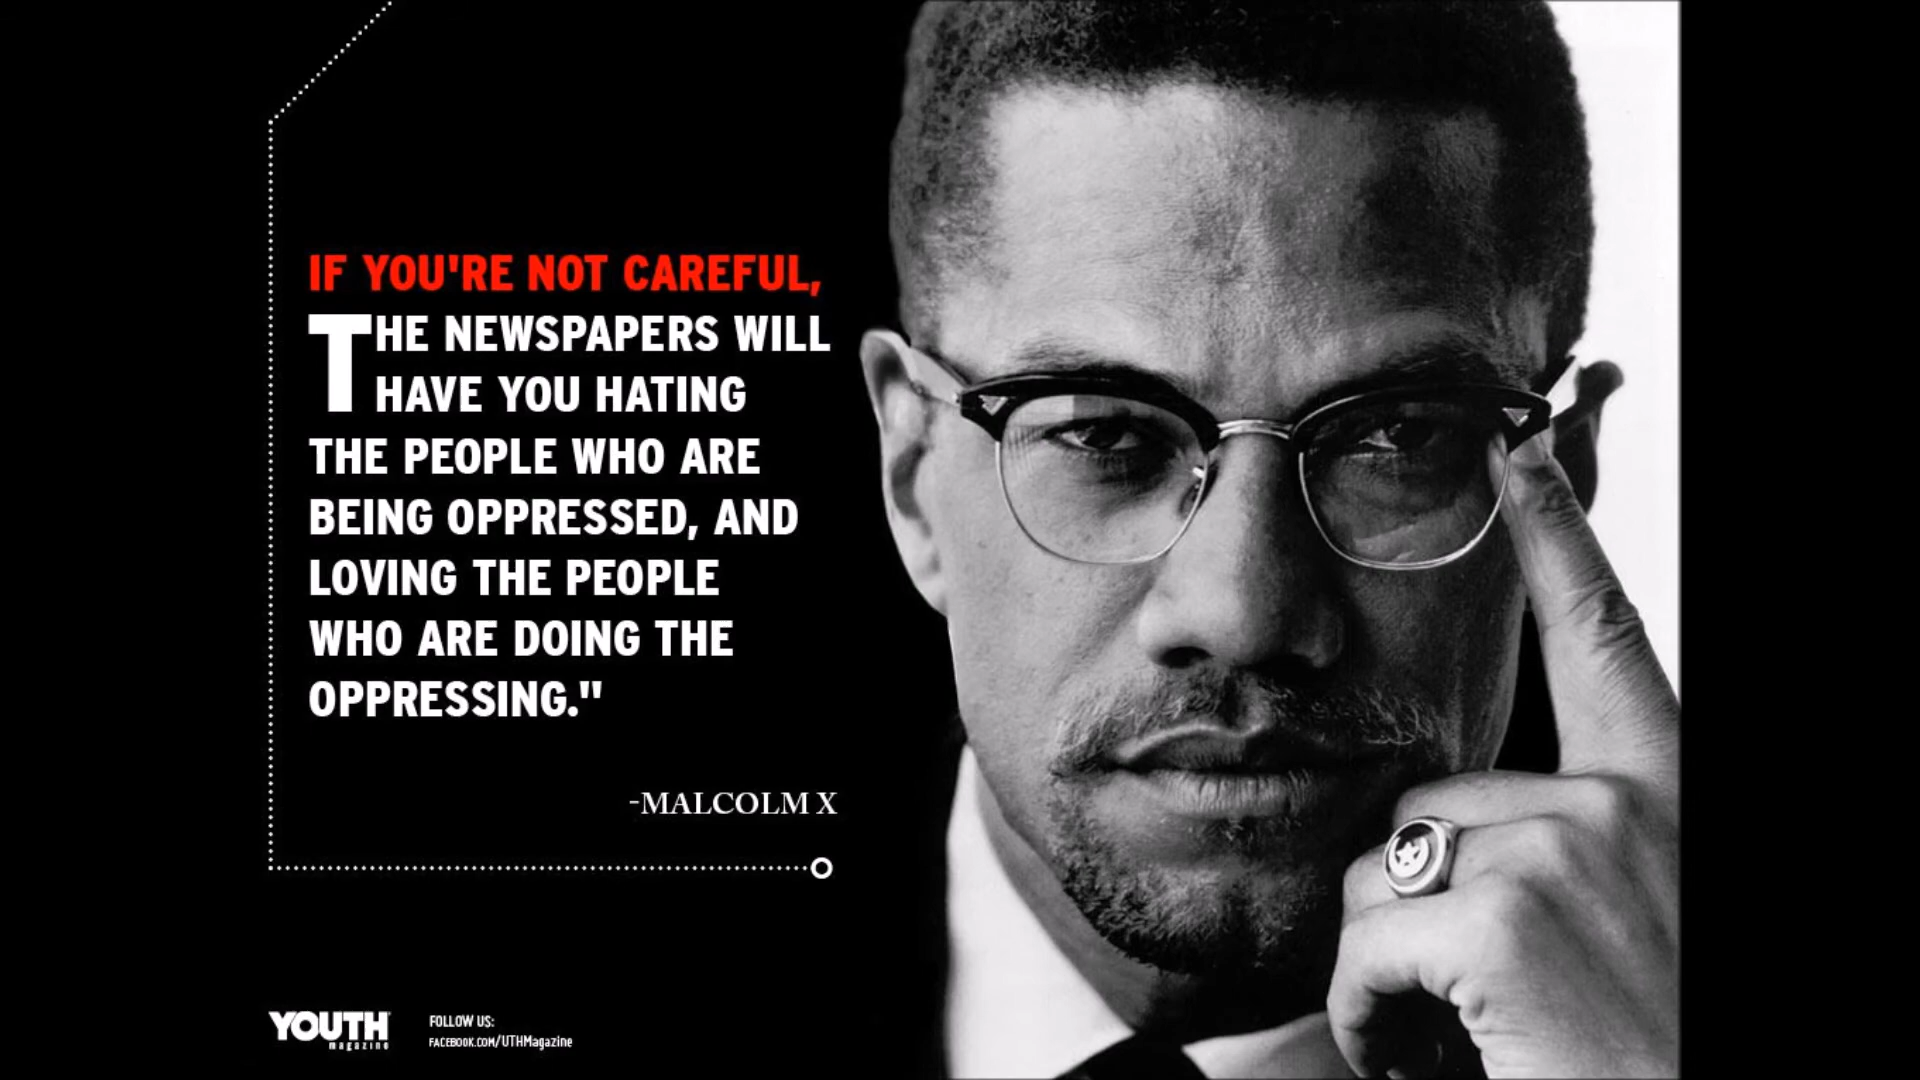 IF YOU'RE NOT CAREFUL,
THE NEWSPAPERS WILL
HAVE YOU HATING
THE PEOPLE WHO ARE
BEING OPPRESSED, AND
LOVING THE PEOPLE
WHO ARE DOING THE
OPPRESSING."
-MALCOLM X
YOUTH
magazine
FOLLOW US:
FACEBOOK.COM/UTHMagazine